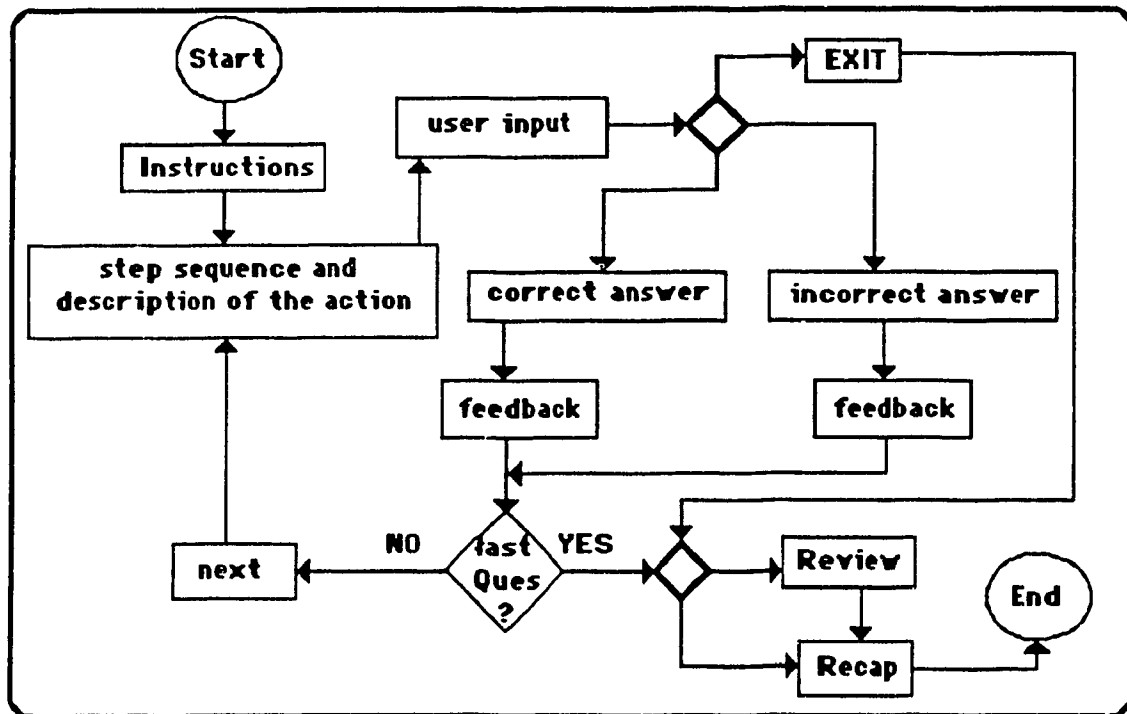 Start
EXIT
user input
Instructions
step sequence and
description of the action
correct answer
incorrect answer
feedback
feedback
NO
last
Ques
?
YES
next
Review
End
Recap